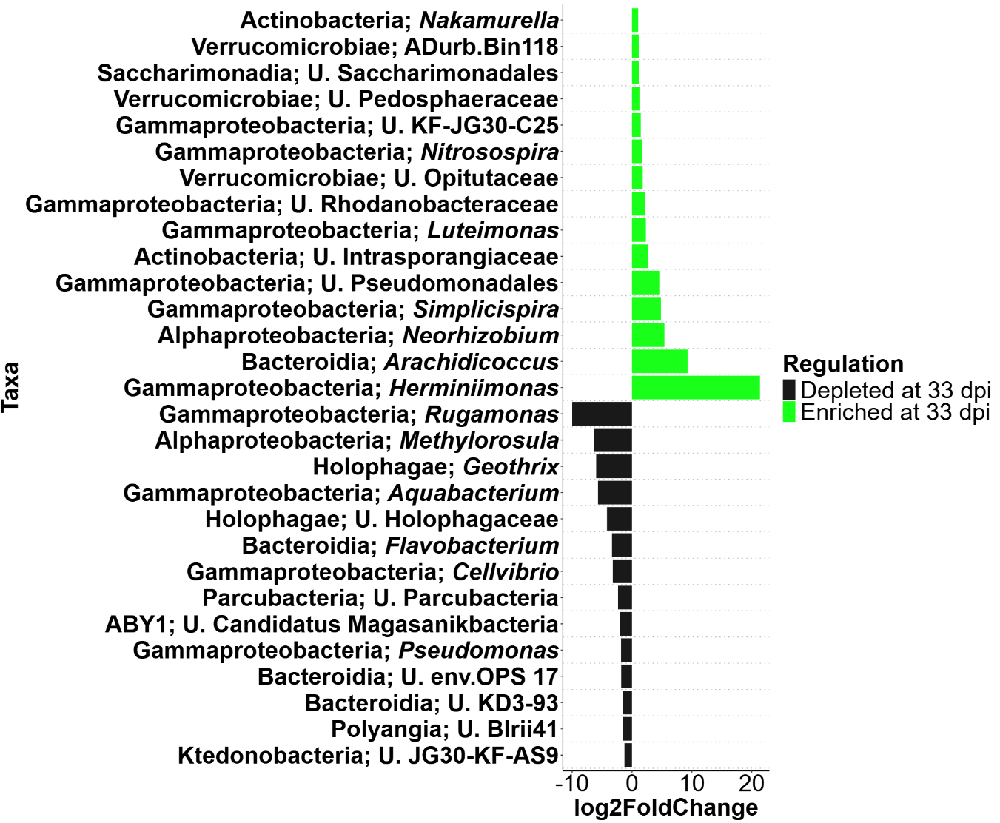 Actinobacteria; Nakamurella
Verrucomicrobiae; ADurb.Bin118
Saccharimonadia; U. Saccharimonadales
Verrucomicrobiae; U. Pedosphaeraceae
Gammaproteobacteria; U. KF-JG30-C25
Gammaproteobacteria; Nitrosospira
Verrucomicrobiae; U. Opitutaceae
Gammaproteobacteria; U. Rhodanobacteraceae
Gammaproteobacteria; Luteimonas
Actinobacteria; U. Intrasporangiaceae
Gammaproteobacteria; U. Pseudomonadales
Gammaproteobacteria; Simplicispira
Alphaproteobacteria; Neorhizobium
Bacteroidia; Arachidicoccus
Gammaproteobacteria; Herminiimonas
Gammaproteobacteria; Rugamonas
Alphaproteobacteria; Methylorosula
Holophagae; Geothrix
Gammaproteobacteria; Aquabacterium
Holophagae; U. Holophagaceae
Bacteroidia; Flavobacterium
Gammaproteobacteria; Cellvibrio
Parcubacteria; U. Parcubacteria
ABY1; U. Candidatus Magasanikbacteria
Gammaproteobacteria; Pseudomonas
Bacteroidia; U. env.OPS 17
Bacteroidia; U. KD3-93
Polyangia; U. BIrii41
Ktedonobacteria; U. JG30-KF-AS9
Taxa
-10 0 10 20
log2FoldChange
Regulation
Depleted at 33 dpi
Enriched at 33 dpi